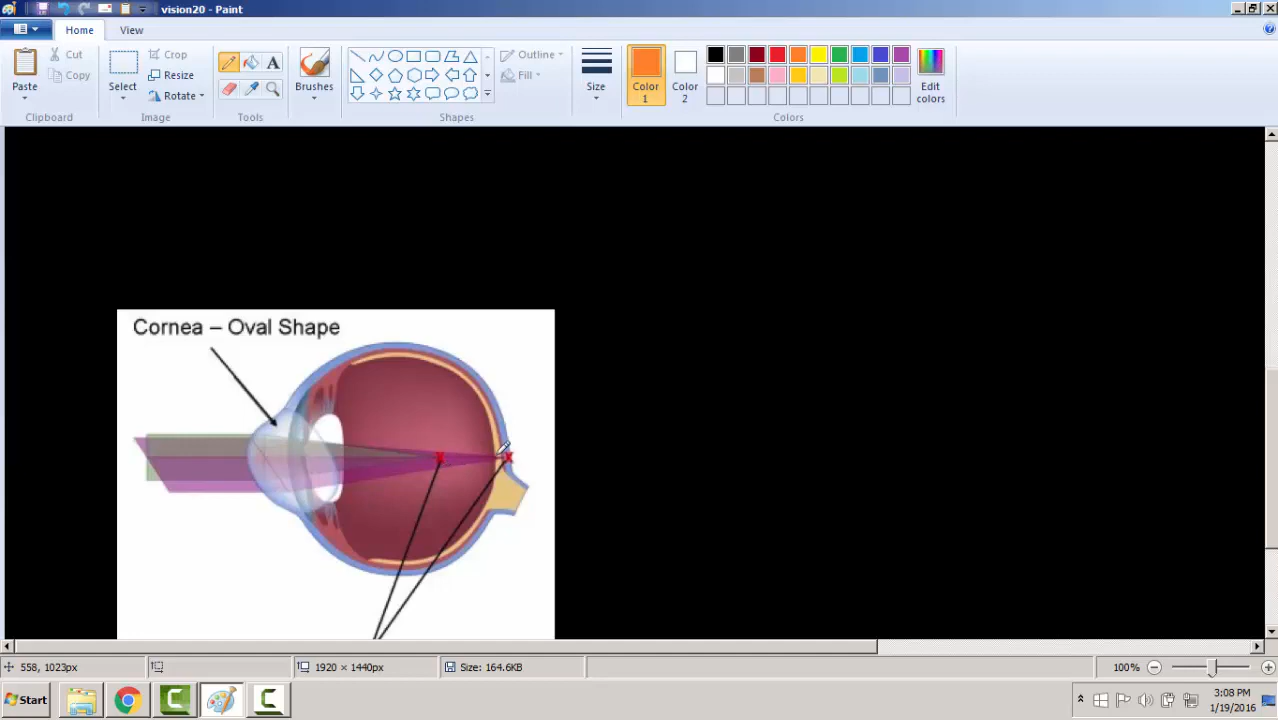 vision20 - Paint
Home
View
Paste
Cut
Copy
Clipboard
Select
Crop
Resize
Rotate
Image
Tools
Brushes
Shapes
Outline
Fill
Size
Color 1
Color 2
Edit colors
Colors
Cornea – Oval Shape
558, 1023px
1920 × 1440px
Size: 164.6KB
100%
Start
3:08 PM
1/19/2016